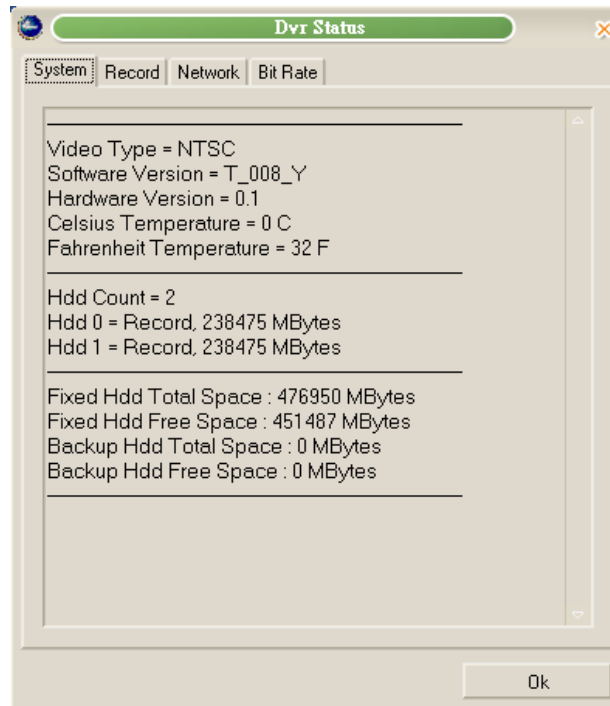 Dvr Status
System Record Network Bit Rate
Video Type = NTSC
Software Version = T_008_Y
Hardware Version = 0.1
Celsius Temperature = 0 C
Fahrenheit Temperature = 32 F
Hdd Count = 2
Hdd 0 = Record, 238475 MBytes
Hdd 1 = Record, 238475 MBytes
Fixed Hdd Total Space : 476950 MBytes
Fixed Hdd Free Space : 451487 MBytes
Backup Hdd Total Space : 0 MBytes
Backup Hdd Free Space : 0 MBytes
Ok